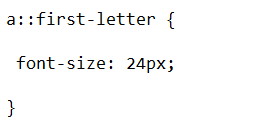 a::first-letter {
font-size: 24px;
}